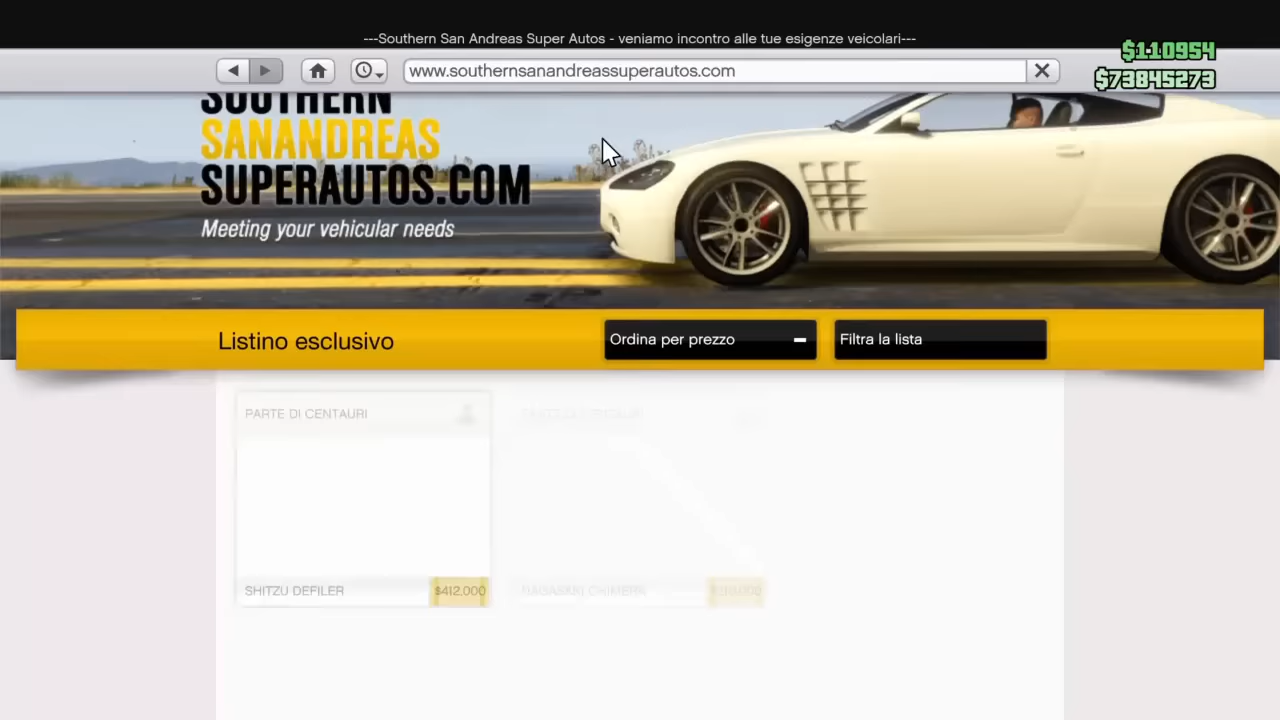 ---Southern San Andreas Super Autos - veniamo incontro alle tue esigenze veicolari---
$110954
www.southernsanandreassuperautos.com
$73845273
SOUTHERN
SANANDREAS
SUPERAUTOS.COM
Meeting your vehicular needs
Listino esclusivo
Ordina per prezzo
Filtra la lista
PARTE DI CENTAURI
SHITZU DEFILER
$412.000
NAGASAKI CHIMERA